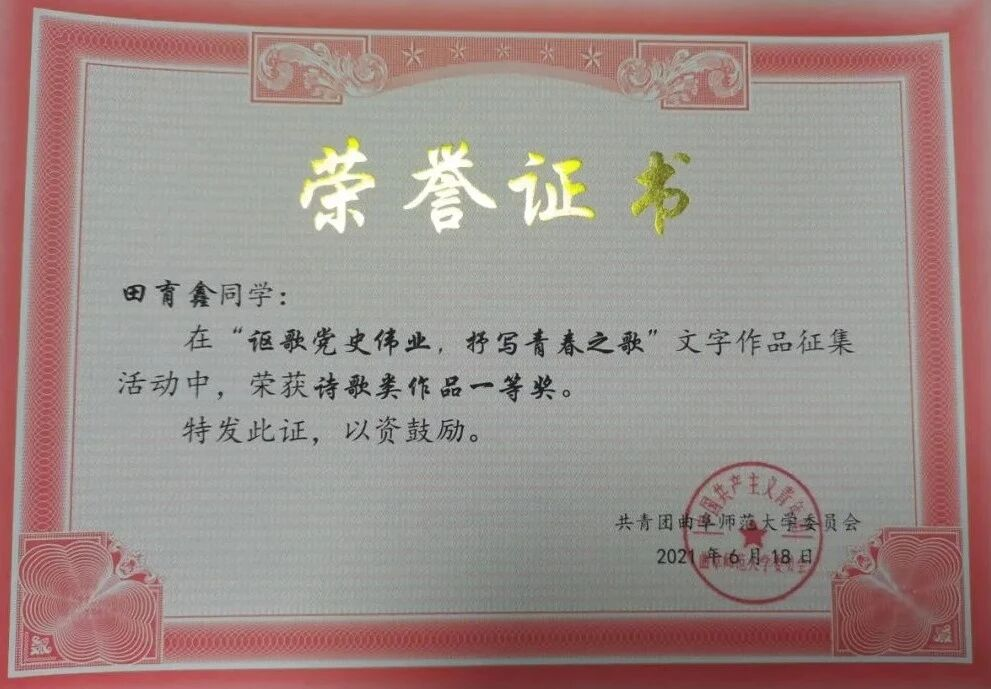 荣誉证书
田育鑫同学：
在“讴歌党史伟业，抒写青春之歌”文字作品征集
活动中，荣获诗歌类作品一等奖。
特发此证，以资鼓励。
共青团曲阜师范大学委员会
2021年6月18日